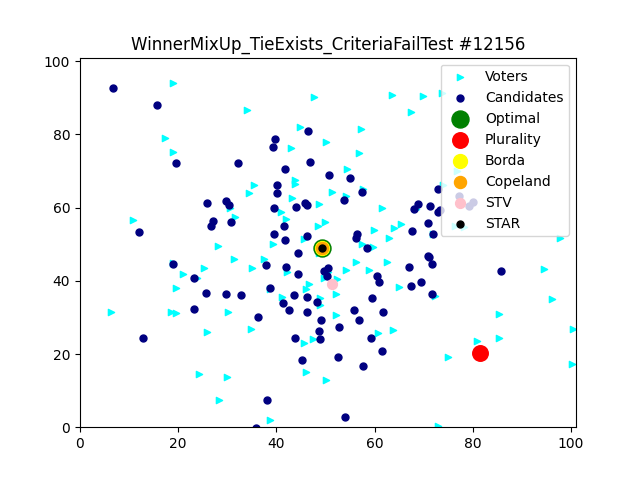 WinnerMixUp_TieExists_CriteriaFailTest #12156
100
80
60
40
20
0
0 20 40 60 80 100
Voters
Candidates
Optimal
Plurality
Borda
Copeland
STV
STAR